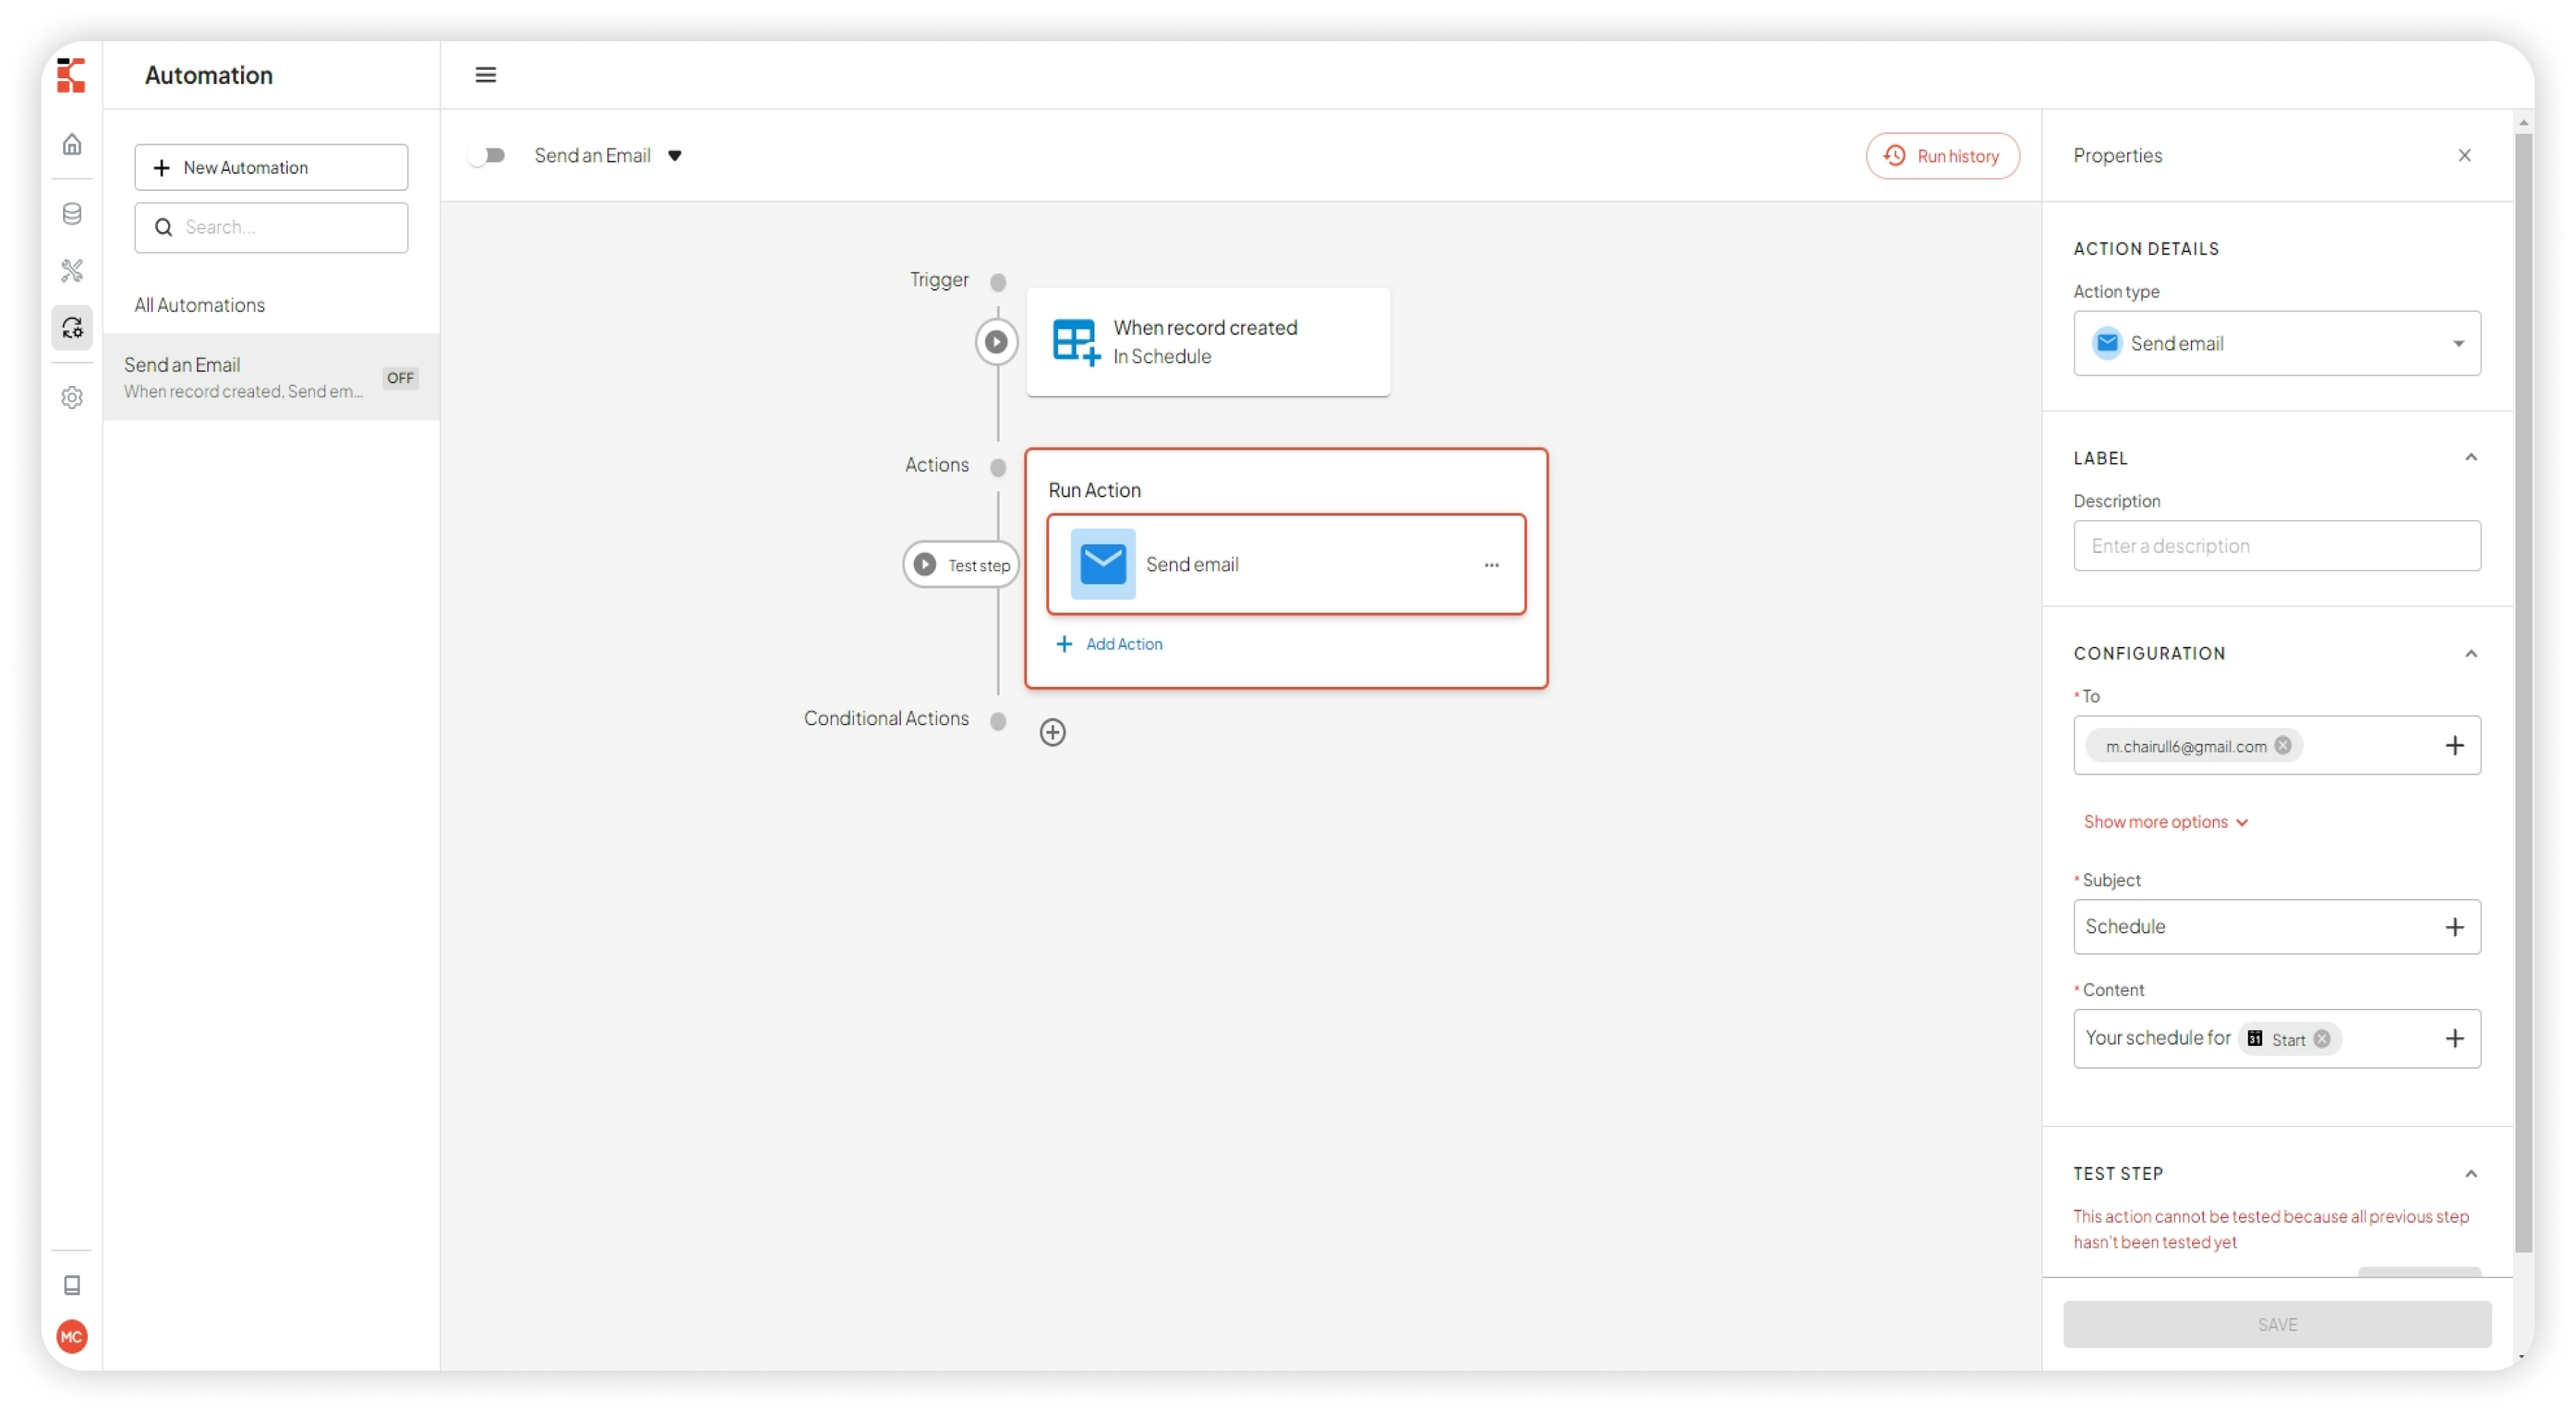 Automation
New Automation
Search...
All Automations
Send an Email
When record created, Send em...
OFF
MC
Send an Email
Run history
Trigger
When record created
In Schedule
Actions
Run Action
Test step
Send email
...
Add Action
Conditional Actions
Properties
ACTION DETAILS
Action type
Send email
LABEL
Description
Enter a description
CONFIGURATION
* To
m.chairull6@gmail.com
Show more options
* Subject
Schedule
* Content
Your schedule for 31 Start
TEST STEP
This action cannot be tested because all previous step
hasn't been tested yet
SAVE